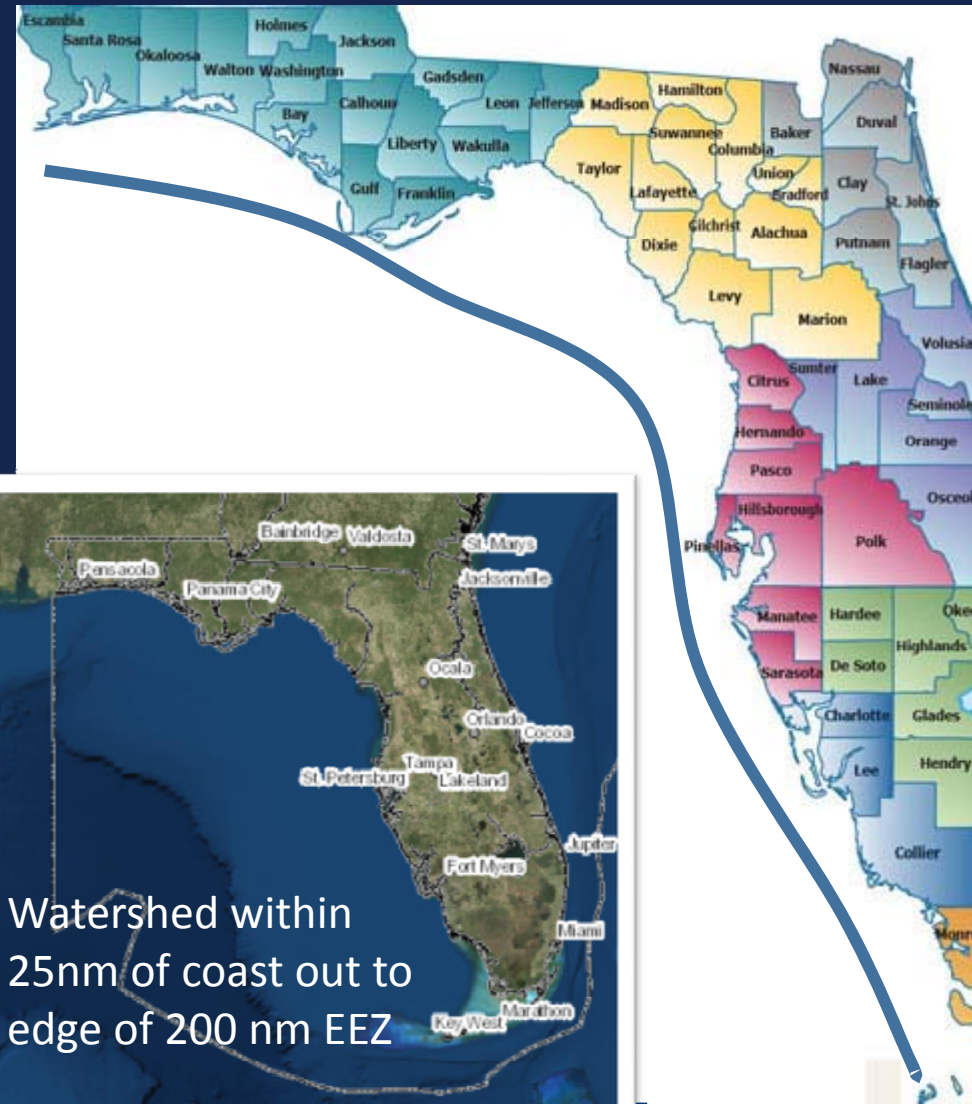 Escambia
Santa Rosa
Okaloosa
Walton
Holmes
Washington
Jackson
Bay
Calhoun
Gulf
Gadsden
Liberty
Franklin
Leon
Wakulla
Jefferson
Madison
Taylor
Hamilton
Suwannee
Lafayette
Dixie
Columbia
Gilchrist
Levy
Union
Bradford
Alachua
Marion
Baker
Nassau
Duval
Clay
St. Johns
Putnam
Flagler
Volusia
Citrus
Sumter
Lake
Seminole
Hernando
Orange
Pasco
Osceol
Hillsborough
Pinellas
Polk
Manatee
Hardee
Oke
Highlands
Sarasota
De Soto
Charlotte
Glades
Lee
Hendry
Collier
Monr
Bainbridge
Valdosta
St. Marys
Pensacola
Panama City
Jacksonville
Ocala
Orlando
Cocoa
Tampa
St. Petersburg
Lakeland
Jupiter
Fort Myers
Miami
Marathon
Key West
Watershed within
25nm of coast out to
edge of 200 nm EEZ